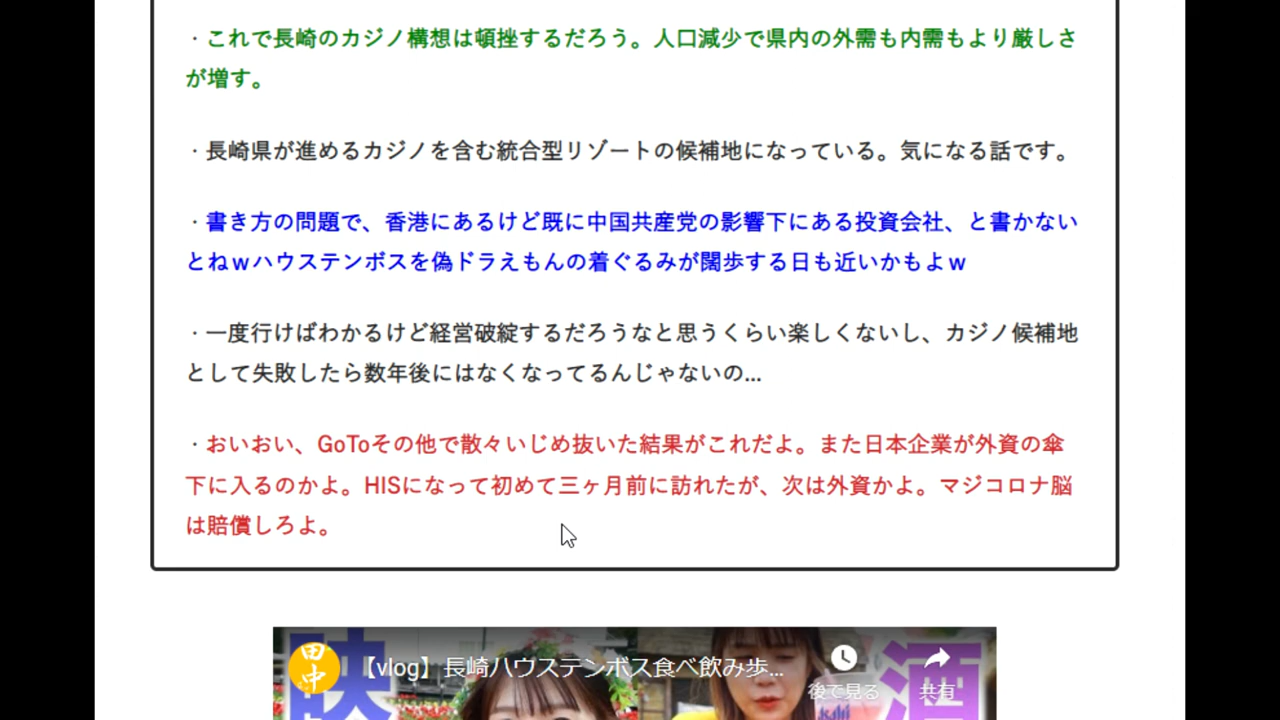 ・これで長崎のカジノ構想は頓挫するだろう。人口減少で県内の外需も内需もより厳しさ
が増す。
・長崎県が進めるカジノを含む統合型リゾートの候補地になっている。気になる話です。
・書き方の問題で、香港にあるけど既に中国共産党の影響下にある投資会社、と書かない
とねｗハウステンボスを偽ドラえもんの着ぐるみが闊歩する日も近いかもよｗ
・一度行けばわかるけど経営破綻するだろうなと思うくらい楽しくないし、カジノ候補地
として失敗したら数年後にはなくなってるんじゃないの...
・おいおい、GoToその他で散々いじめ抜いた結果がこれだよ。また日本企業が外資の傘
下に入るのかよ。HISになって初めて三ヶ月前に訪れたが、次は外資かよ。マジコロナ脳
は賠償しろよ。
田中
【vlog】長崎ハウステンボス食べ飲み歩...
後で見る
共有
映
酒
Asahi